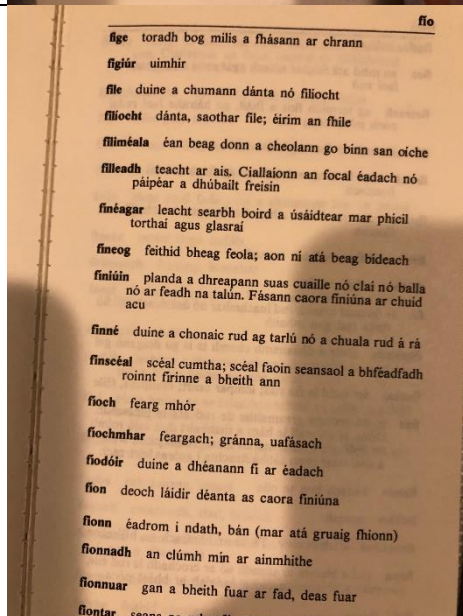 fio
fige toradh bog milis a fhásann ar chrann
figiúr uimhir
file duine a chumann dánta nó filíocht
filíocht dánta, saothar file; éirim an fhile
filiméala éan beag donn a cheolann go binn san oíche
filleadh teacht ar ais. Ciallaíonn an focal éadach nó
páipéar a dhúbailt freisin
finéagar leacht searbh boird a úsáidtear mar phicil
torthaí agus glasraí
fíneog feithid bheag feola; aon ní atá beag bídeach
fíniúin planda a dhreapann suas cuaille nó claí nó balla
nó ar feadh na talún. Fásann caora fíniúna ar chuid
acu
finné duine a chonaic rud ag tarlú nó a chuala rud á rá
finscéal scéal cumtha; scéal faoin seansaol a bhféadfadh
roinnt fírinne a bheith ann
fíoch fearg mhór
fíochmhar feargach; gránna, uafásach
fíodóir duine a dhéanann fí ar éadach
fíon deoch láidir déanta as caora fíniúna
fionn éadrom i ndath, bán (mar atá gruaig fhionn)
fionnadh an clúmh mín ar ainmhithe
fionnuar gan a bheith fuar ar fad, deas fuar
fiontar